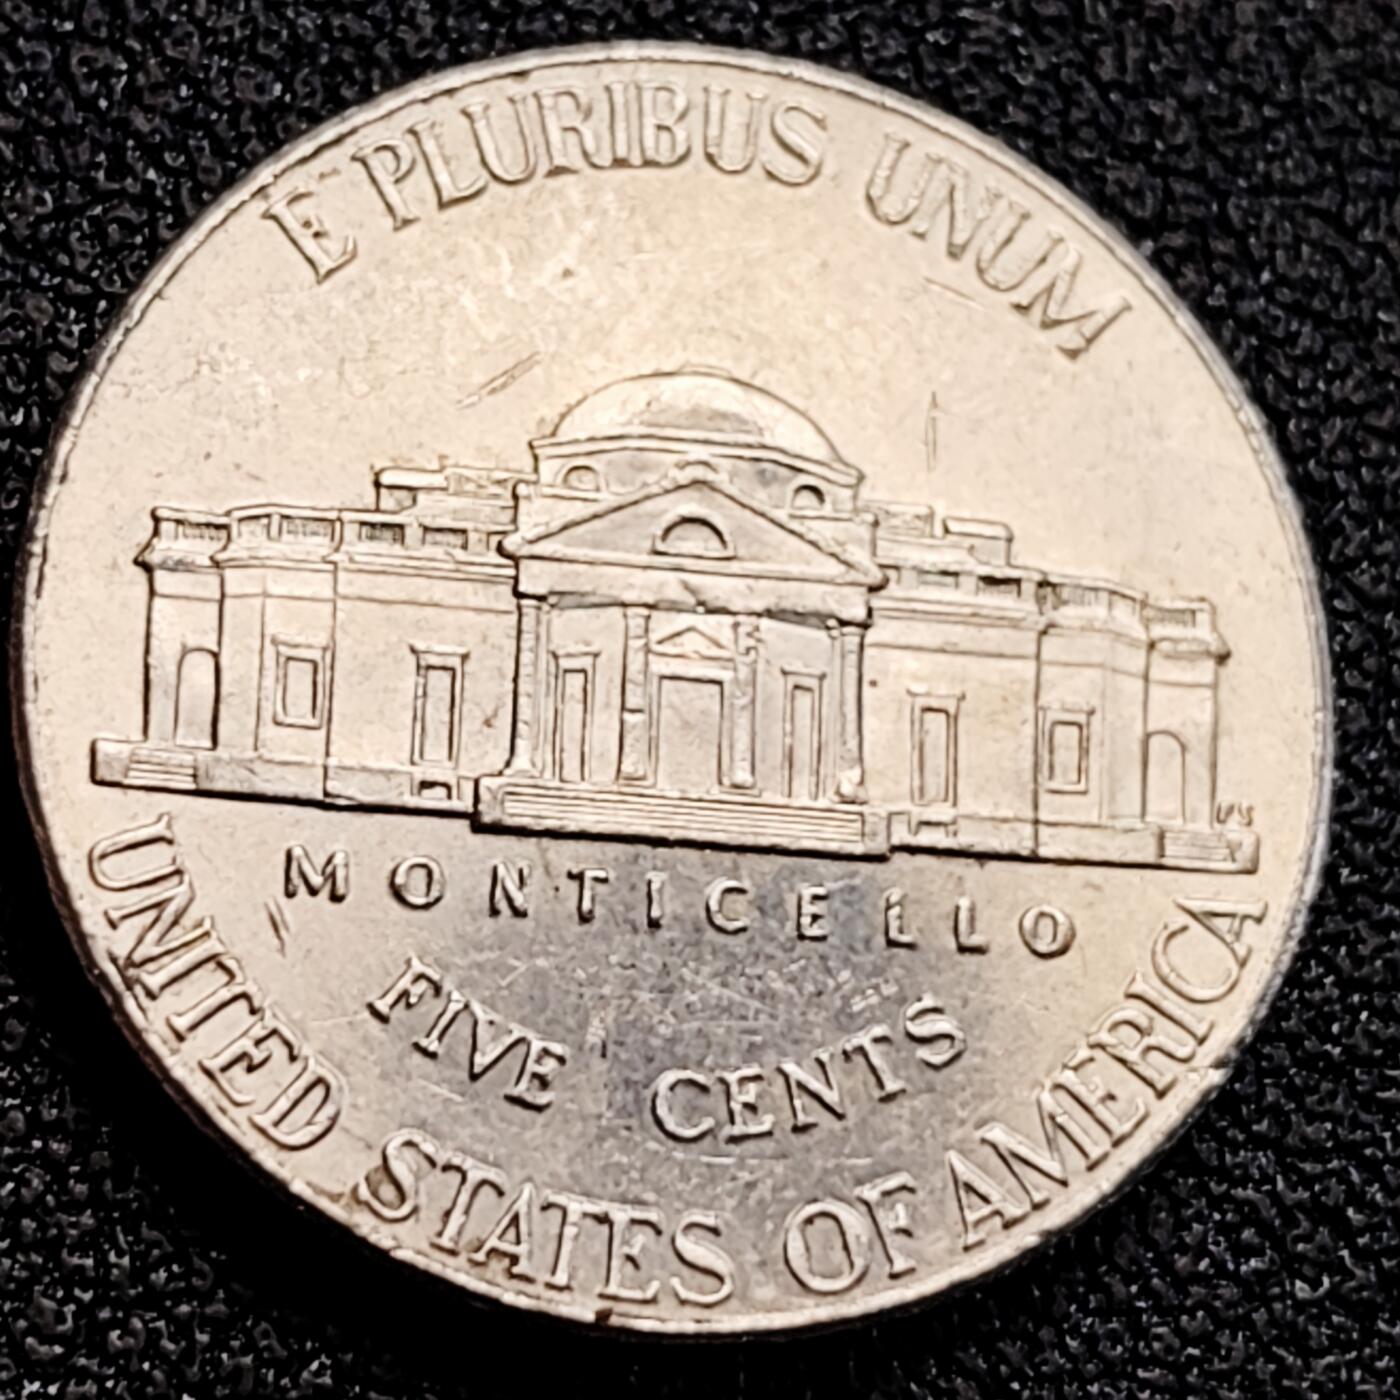 E PLURIBUS UNUM
MONTICELLO
FIVE CENTS
UNITED STATES OF AMERICA